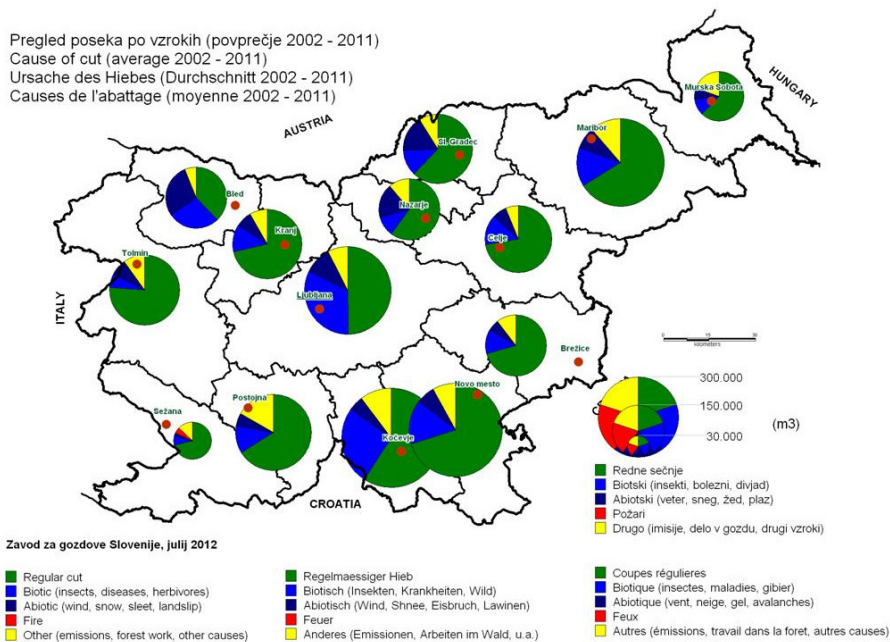 Pregled poseka po vzrokih (povprečje 2002 - 2011)
Cause of cut (average 2002 - 2011)
Ursache des Hiebes (Durchschnitt 2002 - 2011)
Causes de l'abattage (moyenne 2002 - 2011)
AUSTRIA
HUNGARY
Murska Sobota
Maribor
Sl. Gradec
Bled
Nazarje
Kranj
Celje
Tolmin
ITALY
Ljubljana
Brežice
kilometers
Sežana
Postojna
Novo mesto
Kočevje
CROATIA
300.000
150.000
30.000
(m3)
Redne sečnje
Biotski (insekti, bolezni, divjad)
Abiotski (veter, sneg, žed, plaz)
Požari
Drugo (imisije, delo v gozdu, drugi vzroki)
Zavod za gozdove Slovenije, julij 2012
Regular cut
Biotic (insects, diseases, herbivores)
Abiotic (wind, snow, sleet, landslip)
Fire
Other (emissions, forest work, other causes)
Regelmaessiger Hieb
Biotisch (Insekten, Krankheiten, Wild)
Abiotisch (Wind, Shnee, Eisbruch, Lawinen)
Feuer
Anderes (Emissionen, Arbeiten im Wald, u.a.)
Coupes régulieres
Biotique (insectes, maladies, gibier)
Abiotique (vent, neige, gel, avalanches)
Feux
Autres (émissions, travail dans la foret, autres causes)